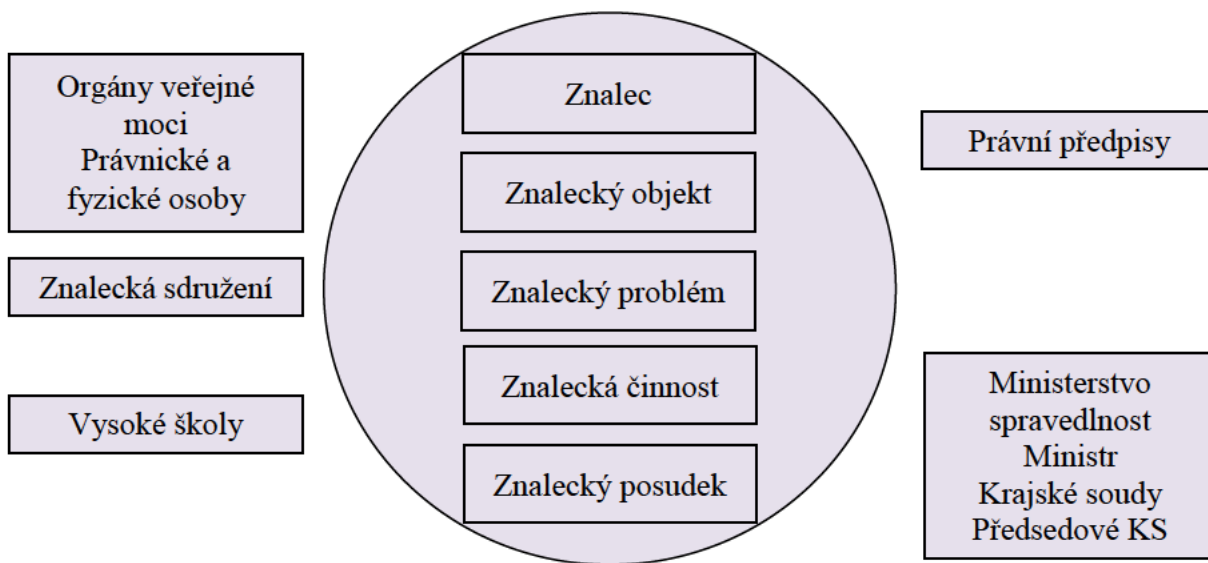 Orgány veřejné
moci
Právnické a
fyzické osoby
Znalecká sdružení
Vysoké školy
Znalec
Znalecký objekt
Znalecký problém
Znalecká činnost
Znalecký posudek
Právní předpisy
Ministerstvo
spravedlnost
Ministr
Krajské soudy
Předsedové KS